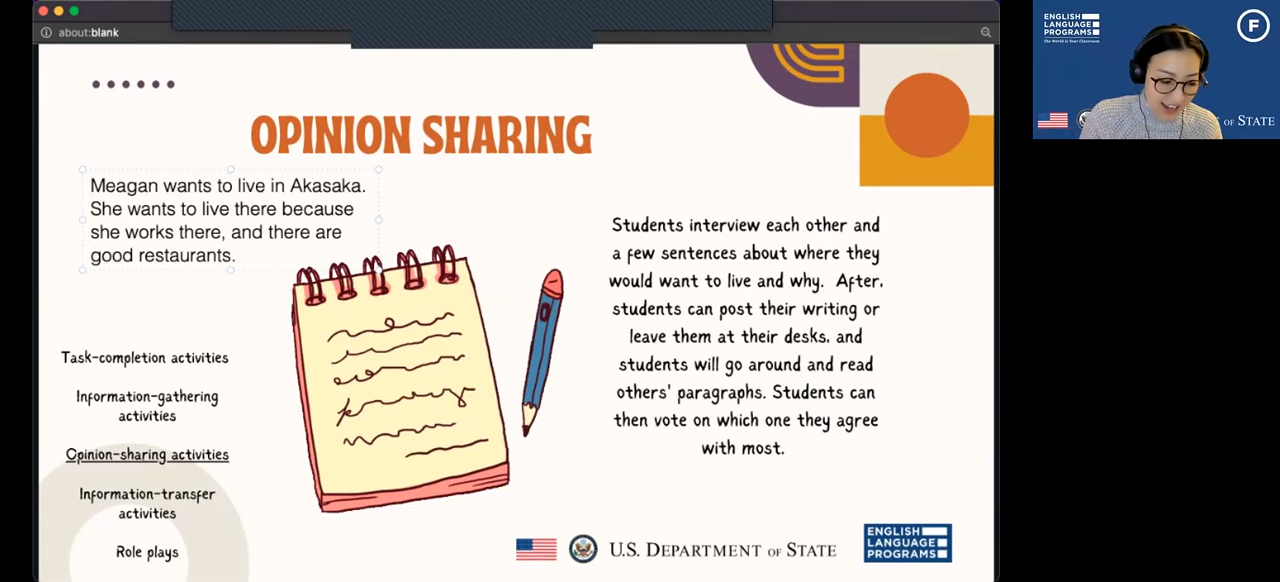 about:blank
OPINION SHARING
Meagan wants to live in Akasaka.
She wants to live there because
she works there, and there are
good restaurants.
Students interview each other and
a few sentences about where they
would want to live and why. After,
students can post their writing or
leave them at their desks, and
students will go around and read
others' paragraphs. Students can
then vote on which one they agree
with most.
Task-completion activities
Information-gathering
activities
Opinion-sharing activities
Information-transfer
activities
Role plays
U.S. DEPARTMENT OF STATE
ENGLISH
LANGUAGE
PROGRAMS
ENGLISH
LANGUAGE
PROGRAMS
The World is Your Classroom
F
OF STATE